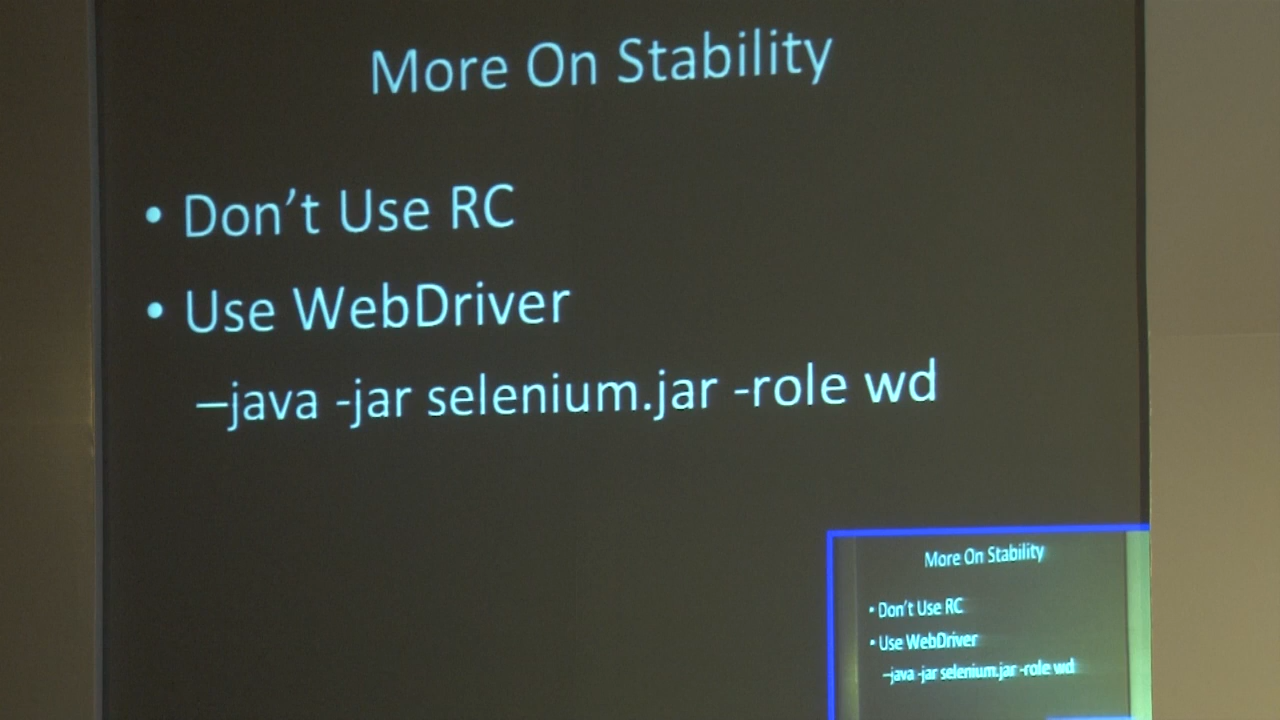 More On Stability
• Don’t Use RC
• Use WebDriver
–java -jar selenium.jar -role wd
More On Stability
• Don’t Use RC
• Use WebDriver
–java -jar selenium.jar -role wd